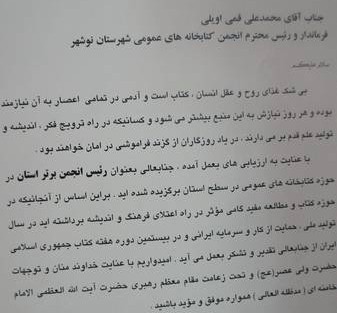 جناب آقای محمدعلی قمی اویلی
فرماندار و رئیس محترم انجمن کتابخانه های عمومی شهرستان نوشهر
سلام علیکم
بی شک غذای روح و عقل انسان ، کتاب است و آدمی در تمامی اعصار به آن نیازمند
بوده و هر روز نیازش به این منبع بیشتر می شود و کسانیکه در راه ترویج فکر ، اندیشه و
تولید علم قدم بر می دارند ، در یاد روزگاران از گزند فراموشی در امان خواهند بود .
با عنایت به ارزیابی های بعمل آمده ، جنابعالی بعنوان رئیس انجمن برتر استان در
حوزه کتابخانه های عمومی در سطح استان برگزیده شده اید . براین اساس از آنجائیکه در
حوزه کتاب و مطالعه مفید گامی مؤثر در راه اعتلای فرهنگ و اندیشه برداشته اید در سال
تولید ملی ، حمایت از کار و سرمایه ایرانی و در بیستمین دوره هفته کتاب جمهوری اسلامی
ایران از جنابعالی تقدیر و تشکر بعمل می آید . امیدواریم با عنایت خداوند منان و توجهات
حضرت ولی عصر(عج) و تحت زعامت مقام معظم رهبری حضرت آیت الله العظمی الامام
خامنه ای ( مدظله العالی ) همواره موفق و مؤید باشید .